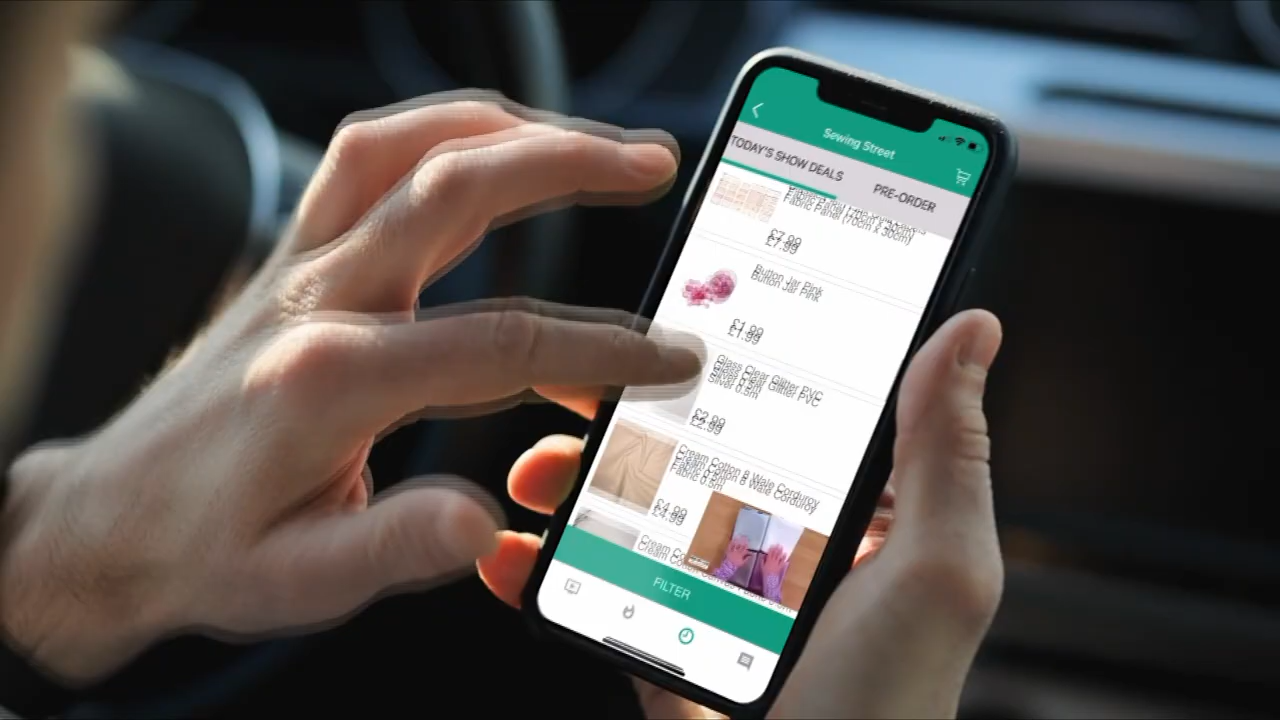 Sewing Street
TODAY'S SHOW DEALS
PRE-ORDER
Fabric Panel (70cm x 30cm)
£7.99
Button Jar Pink
£1.99
Glass Clear Glitter PVC
Silver 0.5m
£2.99
Cream Cotton 8 Wale Corduroy
Fabric 0.5m
£4.99
Cream
FILTER